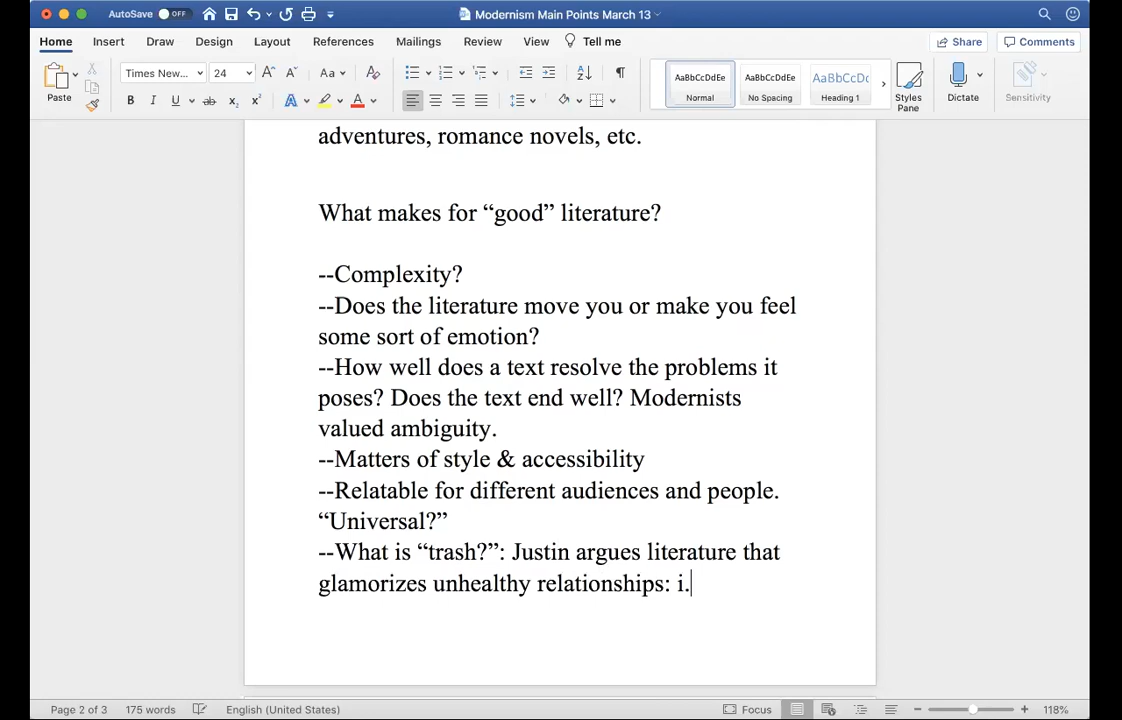 AutoSave OFF
Modernism Main Points March 13
Home Insert Draw Design Layout References Mailings Review View Tell me
Share Comments
Paste
Times New... 24
Normal
No Spacing
Heading 1
Styles Pane
Dictate
Sensitivity
adventures, romance novels, etc.
What makes for “good” literature?
--Complexity?
--Does the literature move you or make you feel
some sort of emotion?
--How well does a text resolve the problems it
poses? Does the text end well? Modernists
valued ambiguity.
--Matters of style & accessibility
--Relatable for different audiences and people.
“Universal?”
--What is “trash?”: Justin argues literature that
glamorizes unhealthy relationships: i.
Page 2 of 3 175 words English (United States) Focus 118%